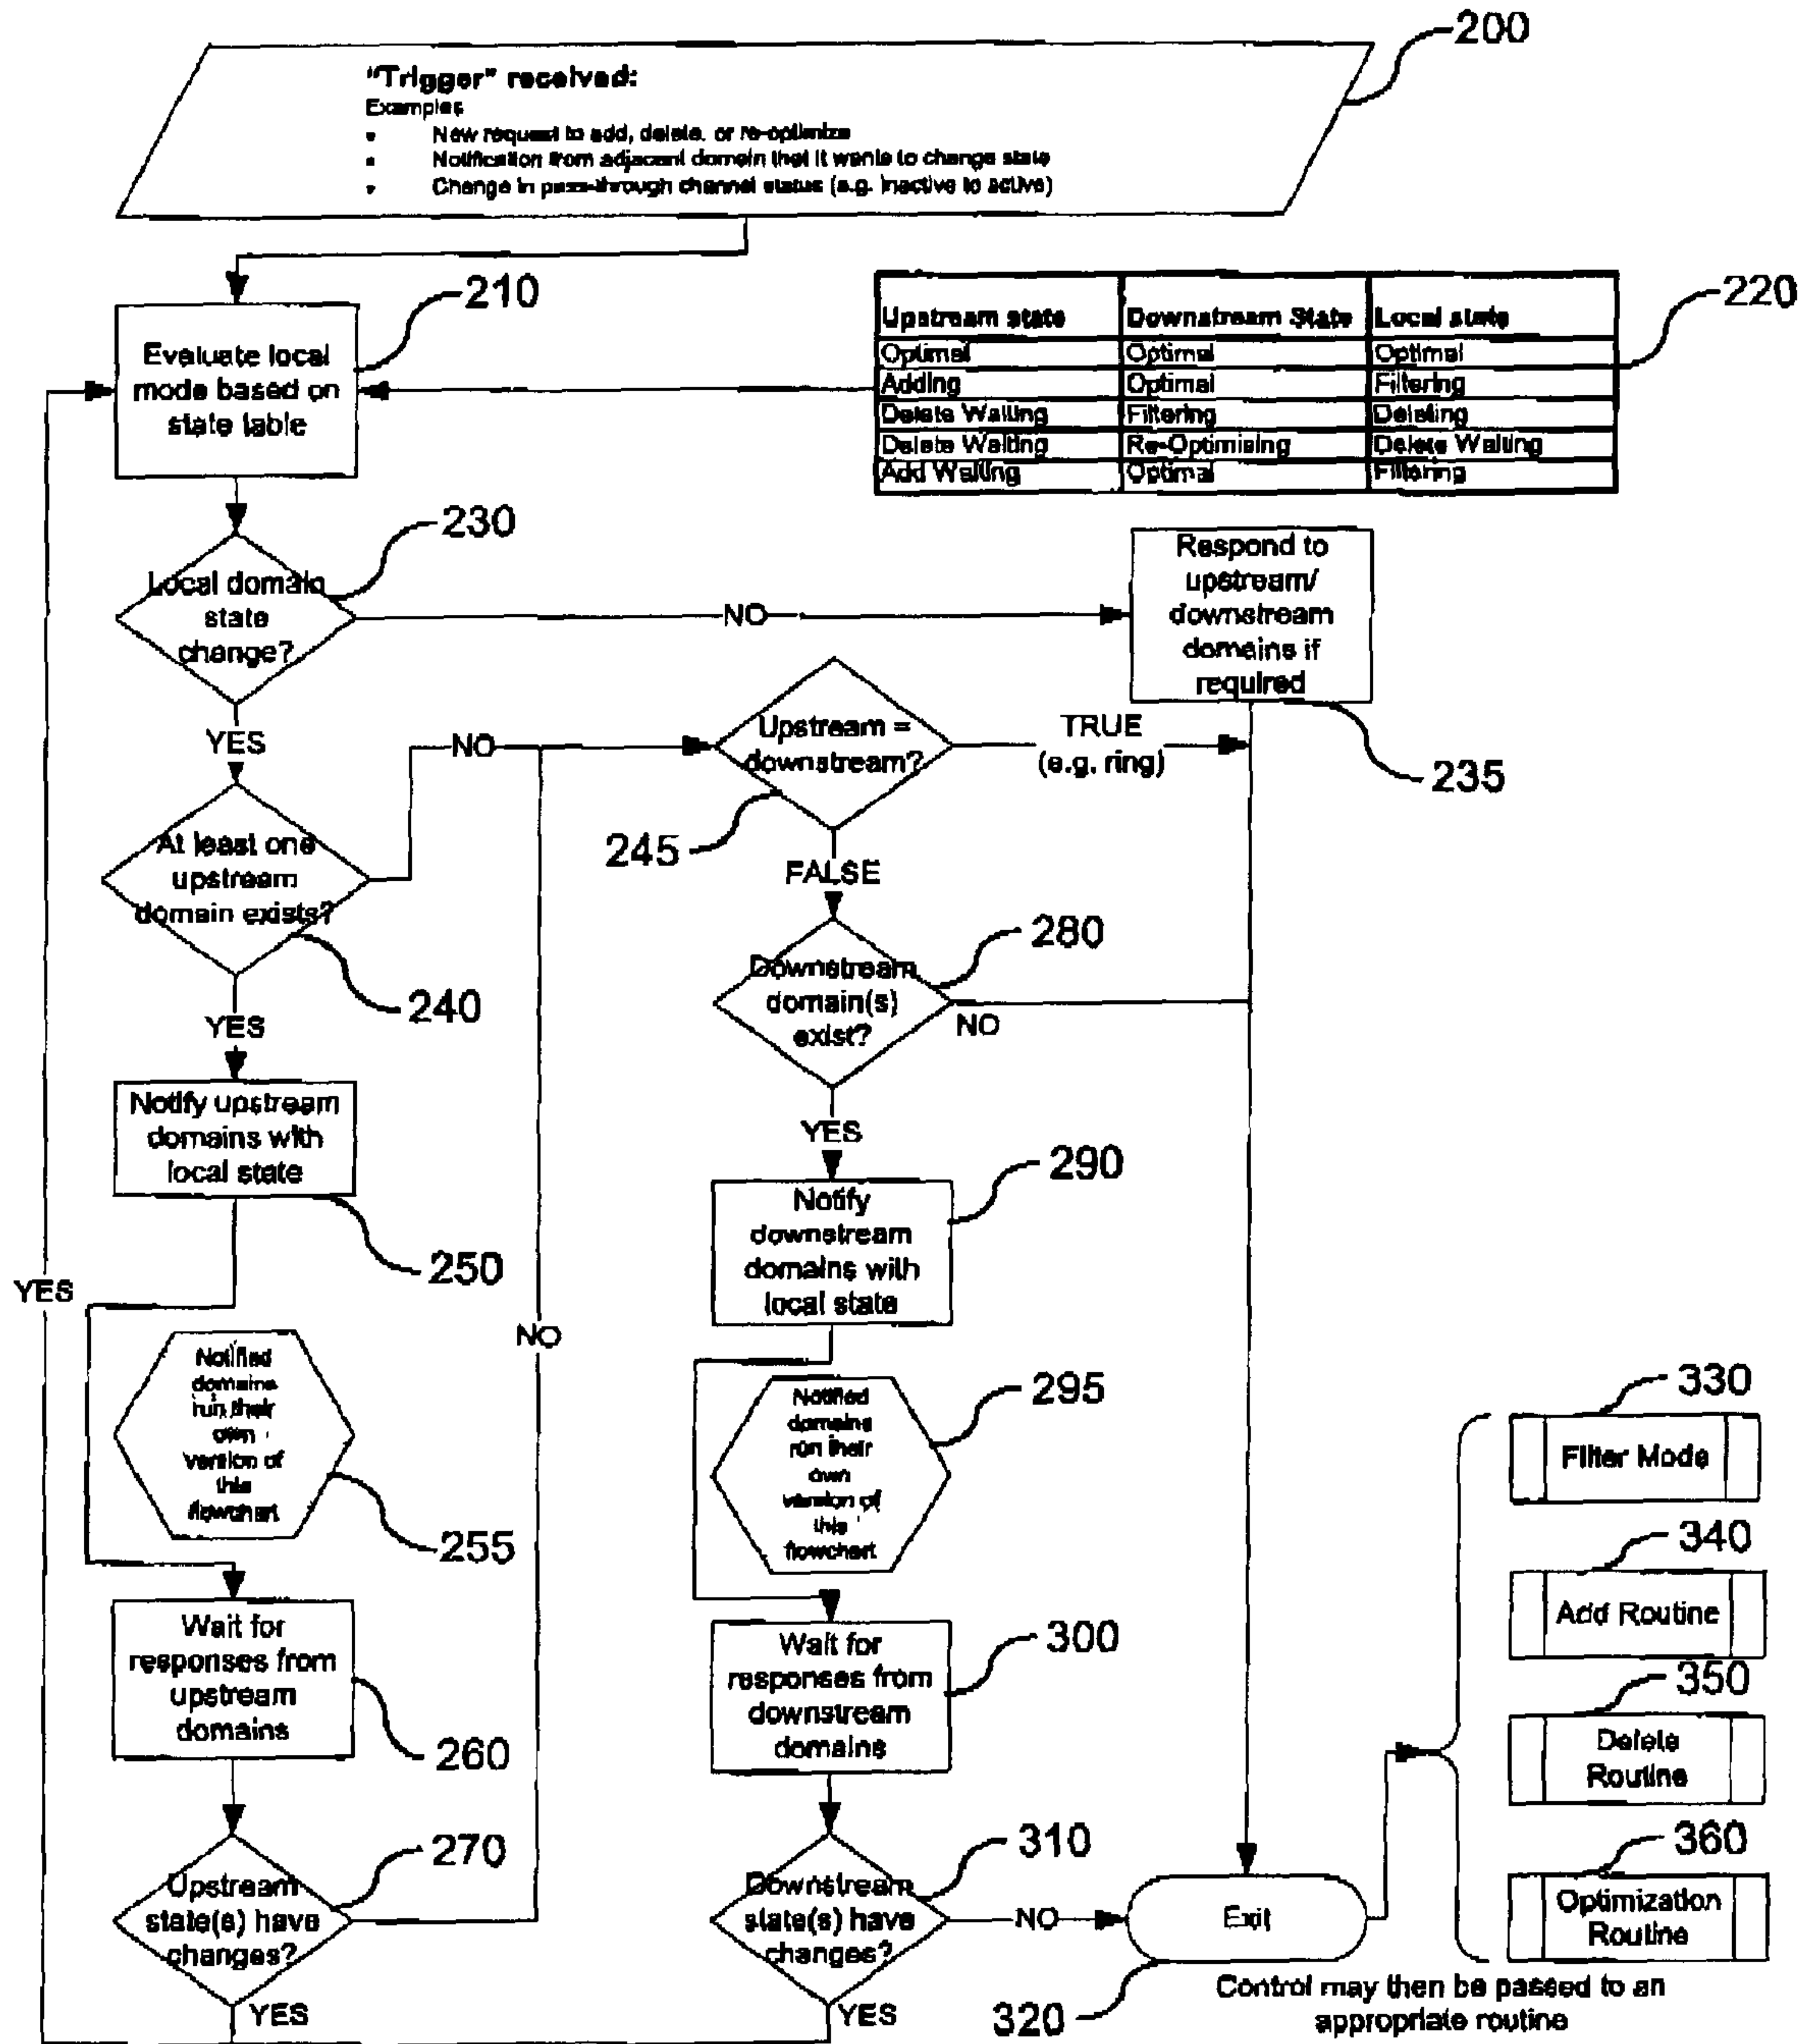 200
"Trigger" received:
Examples
• New request to add, delete, or re-optimize
• Notification from adjacent domain that it wants to change state
• Change in pass-through channel status (e.g. inactive to active)
210
Evaluate local
mode based on
state table
220
Upstream state Downstream State Local state
Optimal Optimal Optimal
Adding Optimal Filtering
Delete Waiting Filtering Deleting
Delete Waiting Re-Optimising Delete Waiting
Add Waiting Optimal Filtering
230
Local domain
state
change?
NO
Respond to
upstream/
downstream
domains if
required
235
YES
At least one
upstream
domain exists?
240
NO
Upstream =
downstream?
245
TRUE
(e.g. ring)
FALSE
YES
Notify upstream
domains with
local state
250
Downstream
domain(s)
exist?
280
NO
YES
Notify
downstream
domains with
local state
290
YES
NO
Notified
domains
run their
own
version of
this
flowchart
255
Notified
domains
run their
own
version of
this
flowchart
295
Wait for
responses from
upstream
domains
260
Wait for
responses from
downstream
domains
300
Upstream
state(s) have
changes?
270
YES
Downstream
state(s) have
changes?
310
YES
NO
Exit
320
330
Filter Mode
340
Add Routine
350
Delete
Routine
360
Optimization
Routine
Control may then be passed to an
appropriate routine